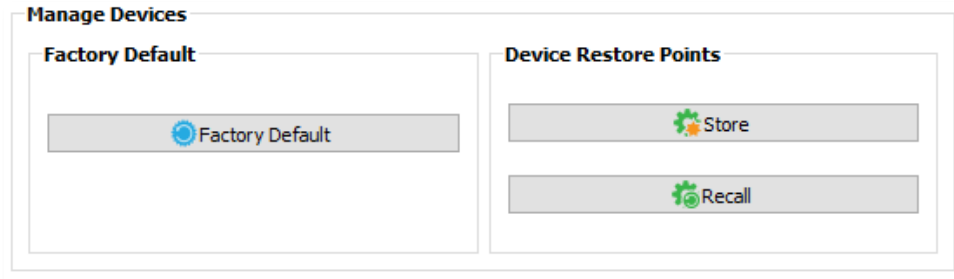 Manage Devices
Factory Default
Factory Default
Device Restore Points
Store
Recall